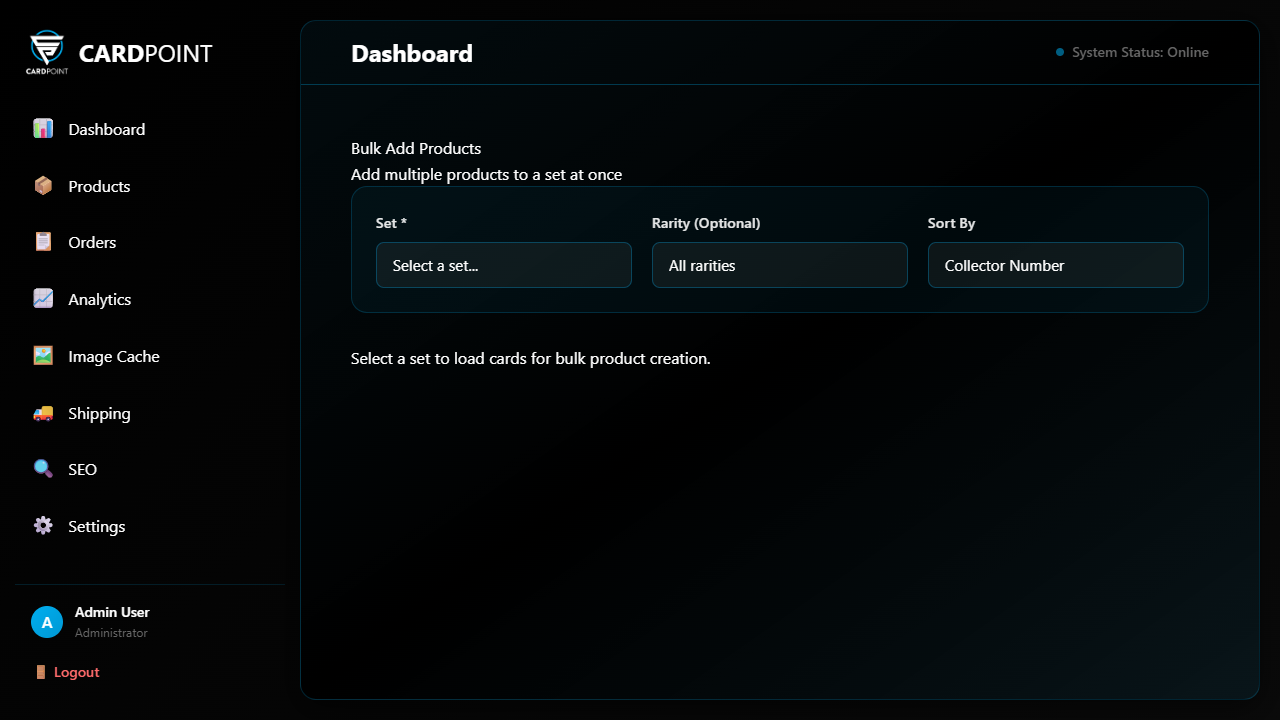 CARDPOINT
CARDPOINT
Dashboard
Products
Orders
Analytics
Image Cache
Shipping
SEO
Settings
A
Admin User
Administrator
Logout
Dashboard
System Status: Online
Bulk Add Products
Add multiple products to a set at once
Set *
Rarity (Optional)
Sort By
Select a set...
All rarities
Collector Number
Select a set to load cards for bulk product creation.